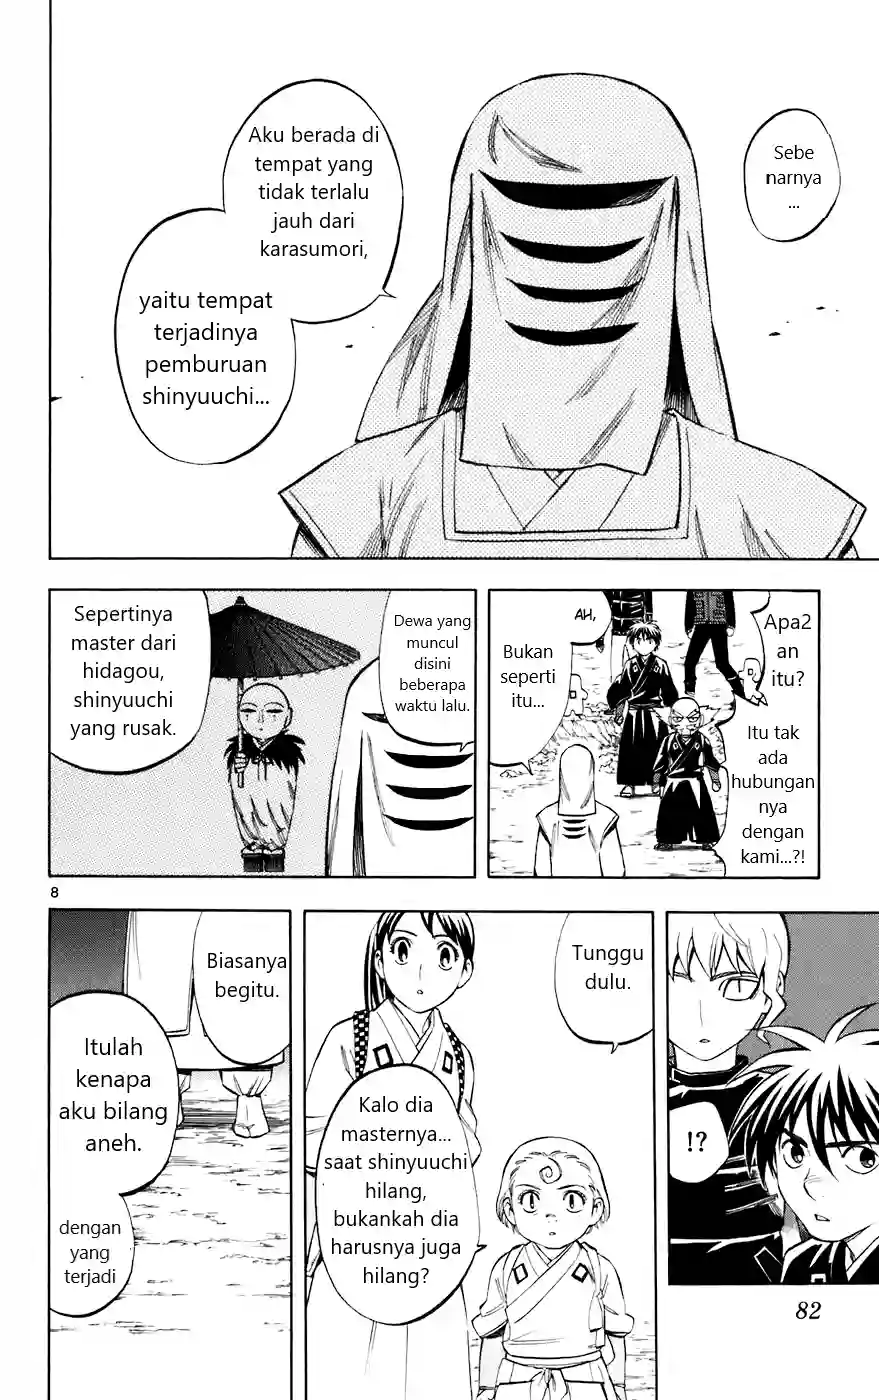 Sebe
narnya
...
Aku berada di
tempat yang
tidak terlalu
jauh dari
karasumori,
yaitu tempat
terjadinya
pemburuan
shinyuuchi...
Apa2
an
itu?
Itu tak
ada
hubungan
nya
dengan
kami...?!
AH,
Bukan
seperti
itu...
Dewa yang
muncul
disini
beberapa
waktu lalu.
Sepertinya
master dari
hidagou,
shinyuuchi
yang rusak.
8
!?
Tunggu
dulu.
Kalo dia
masternya...
saat shinyuuchi
hilang,
bukankah dia
harusnya juga
hilang?
Biasanya
begitu.
Itulah
kenapa
aku bilang
aneh.
dengan
yang
terjadi
82